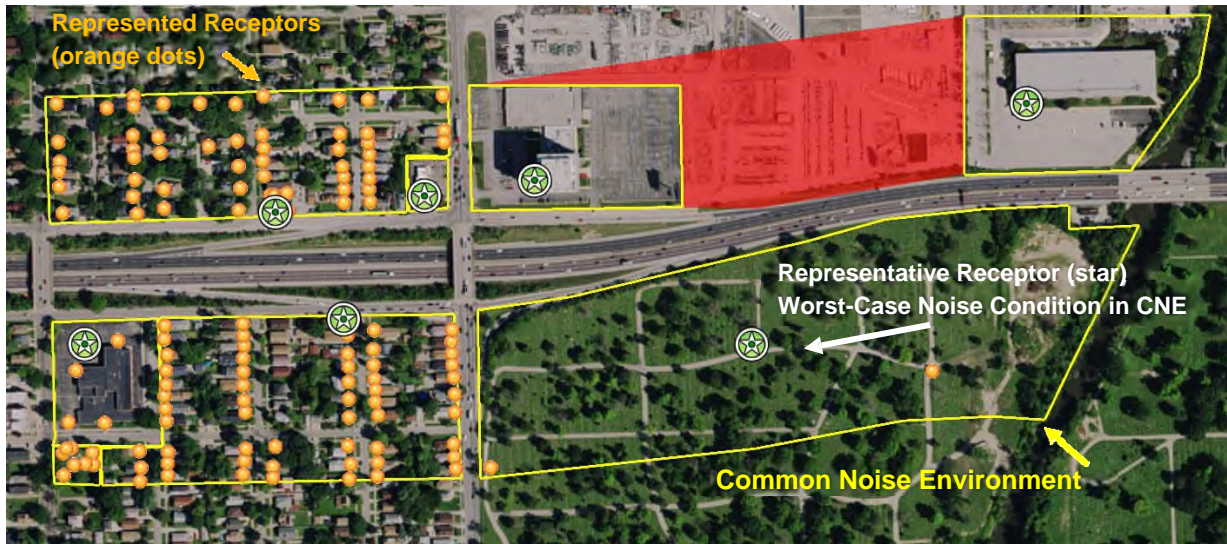 Represented Receptors
(orange dots)
Representative Receptor (star)
Worst-Case Noise Condition in CNE
Common Noise Environment